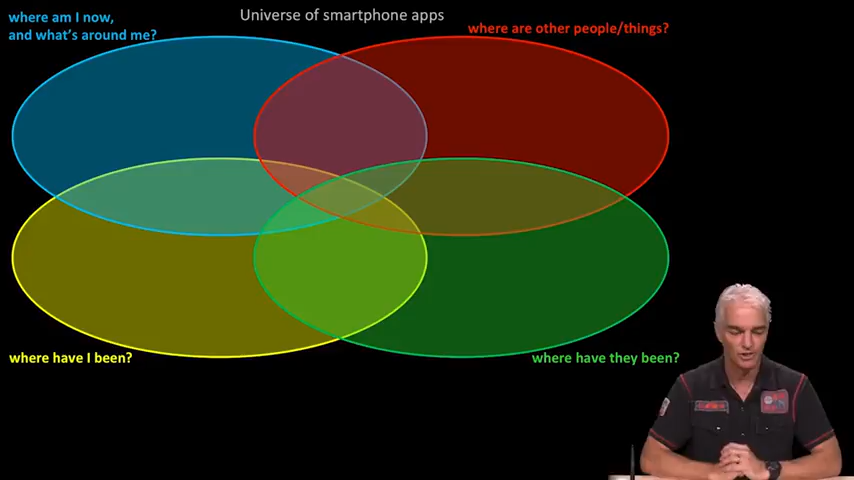 Universe of smartphone apps
where am I now,
and what's around me?
where are other people/things?
where have I been?
where have they been?